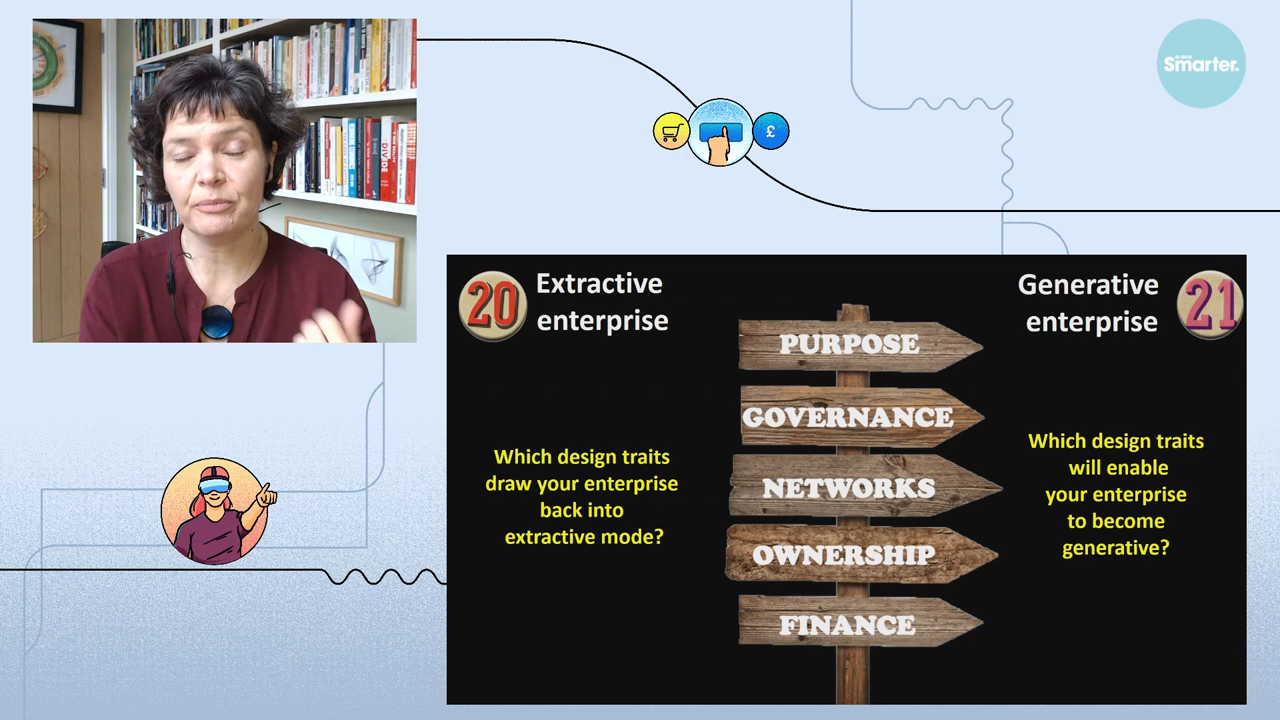 Smarter.
DIVIDE
£
20
Extractive
enterprise
Generative
enterprise
21
PURPOSE
GOVERNANCE
NETWORKS
OWNERSHIP
FINANCE
Which design traits
draw your enterprise
back into
extractive mode?
Which design traits
will enable
your enterprise
to become
generative?